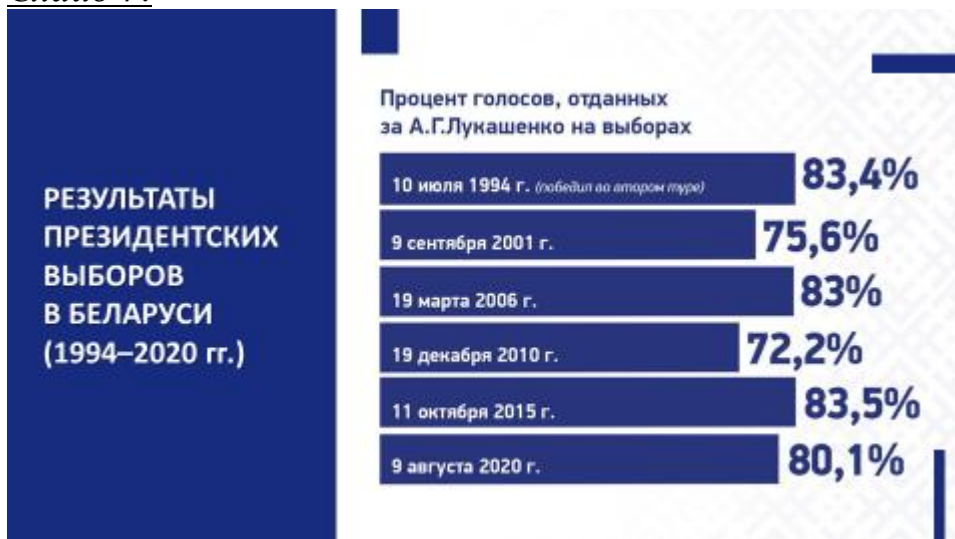 РЕЗУЛЬТАТЫ
ПРЕЗИДЕНТСКИХ
ВЫБОРОВ
В БЕЛАРУСИ
(1994–2020 гг.)
Процент голосов, отданных
за А.Г.Лукашенко на выборах
10 июля 1994 г. (победил во втором туре) 83,4%
9 сентября 2001 г. 75,6%
19 марта 2006 г. 83%
19 декабря 2010 г. 72,2%
11 октября 2015 г. 83,5%
9 августа 2020 г. 80,1%